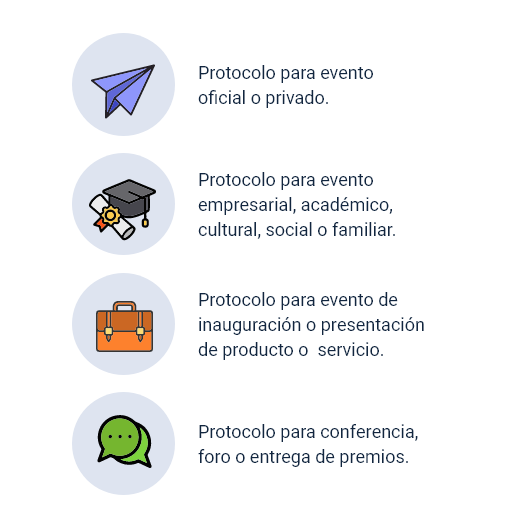 Protocolo para evento
oficial o privado.
Protocolo para evento
empresarial, académico,
cultural, social o familiar.
Protocolo para evento de
inauguración o presentación
de producto o  servicio.
Protocolo para conferencia,
foro o entrega de premios.